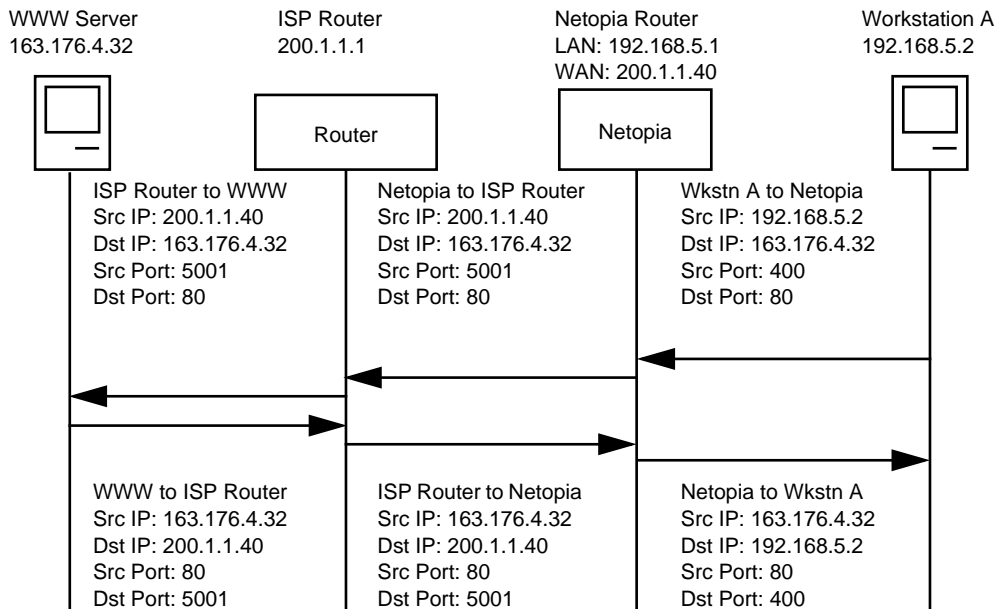 WWW Server
163.176.4.32
ISP Router
200.1.1.1
Netopia Router
LAN: 192.168.5.1
WAN: 200.1.1.40
Workstation A
192.168.5.2
Router
Netopia
ISP Router to WWW
Src IP: 200.1.1.40
Dst IP: 163.176.4.32
Src Port: 5001
Dst Port: 80
Netopia to ISP Router
Src IP: 200.1.1.40
Dst IP: 163.176.4.32
Src Port: 5001
Dst Port: 80
Wkstn A to Netopia
Src IP: 192.168.5.2
Dst IP: 163.176.4.32
Src Port: 400
Dst Port: 80
WWW to ISP Router
Src IP: 163.176.4.32
Dst IP: 200.1.1.40
Src Port: 80
Dst Port: 5001
ISP Router to Netopia
Src IP: 163.176.4.32
Dst IP: 200.1.1.40
Src Port: 80
Dst Port: 5001
Netopia to Wkstn A
Src IP: 163.176.4.32
Dst IP: 192.168.5.2
Src Port: 80
Dst Port: 400